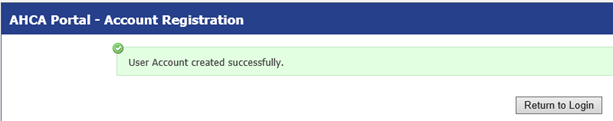 AHCA Portal - Account Registration
User Account created successfully.
Return to Login